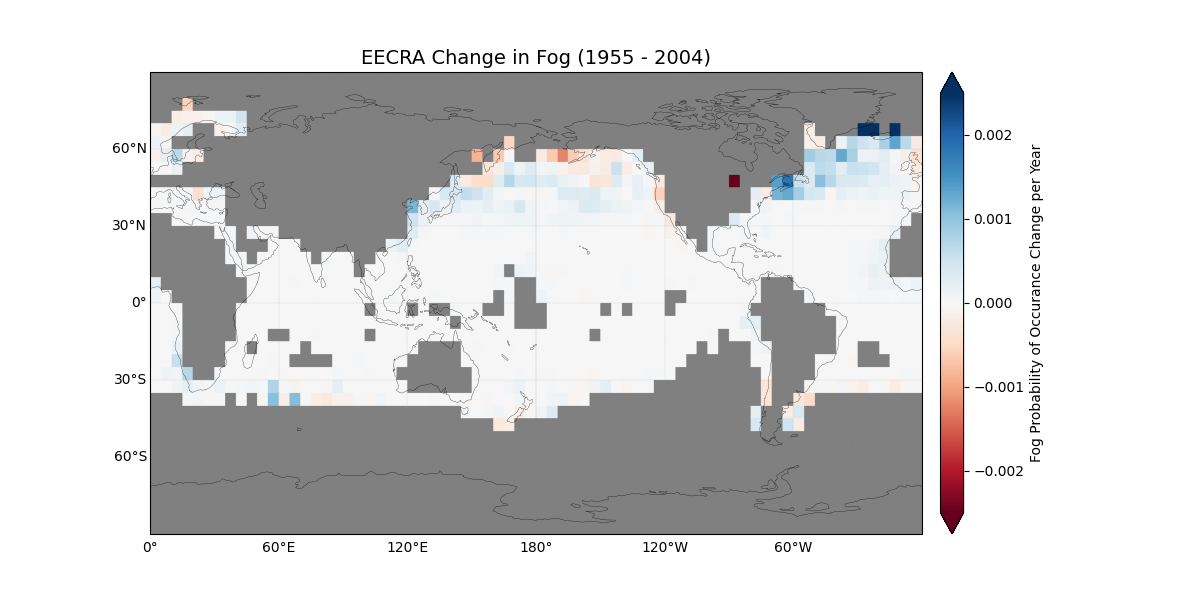 EECRA Change in Fog (1955 - 2004)
60°N
30°N
0°
30°S
60°S
0°
60°E
120°E
180°
120°W
60°W
0.002
0.001
0.000
−0.001
−0.002
Fog Probability of Occurance Change per Year